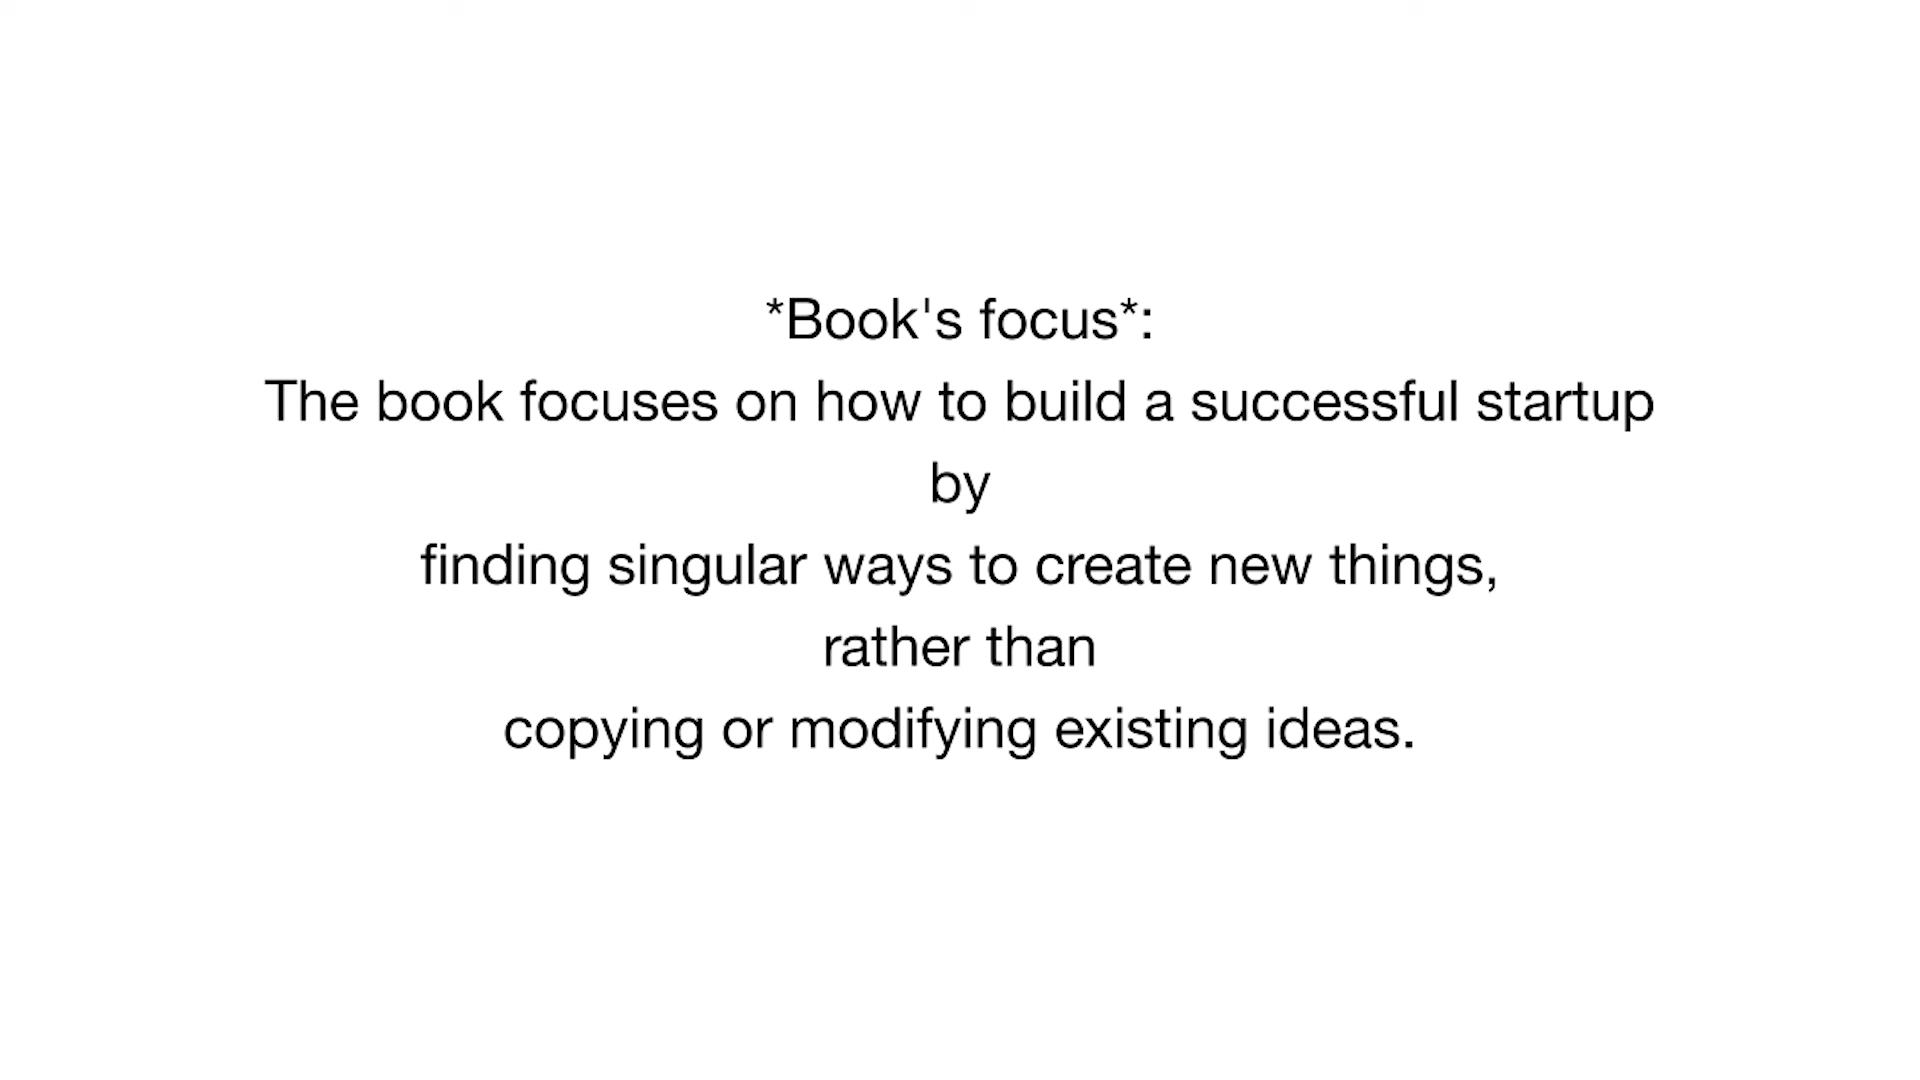 *Book's focus*:
The book focuses on how to build a successful startup
by
finding singular ways to create new things,
rather than
copying or modifying existing ideas.